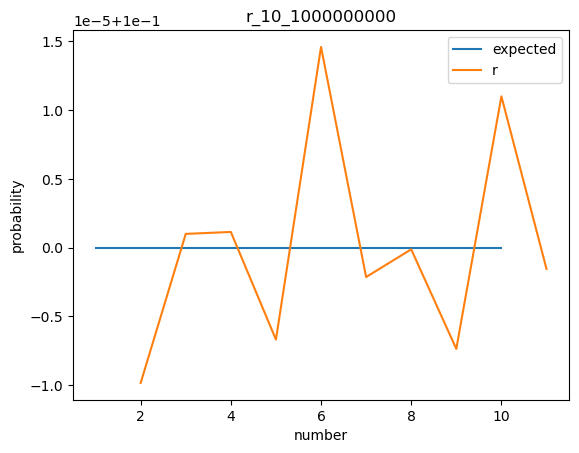 r_10_1000000000
1e−5+1e−1
expected
r
1.5
1.0
0.5
0.0
−0.5
−1.0
probability
2 4 6 8 10
number